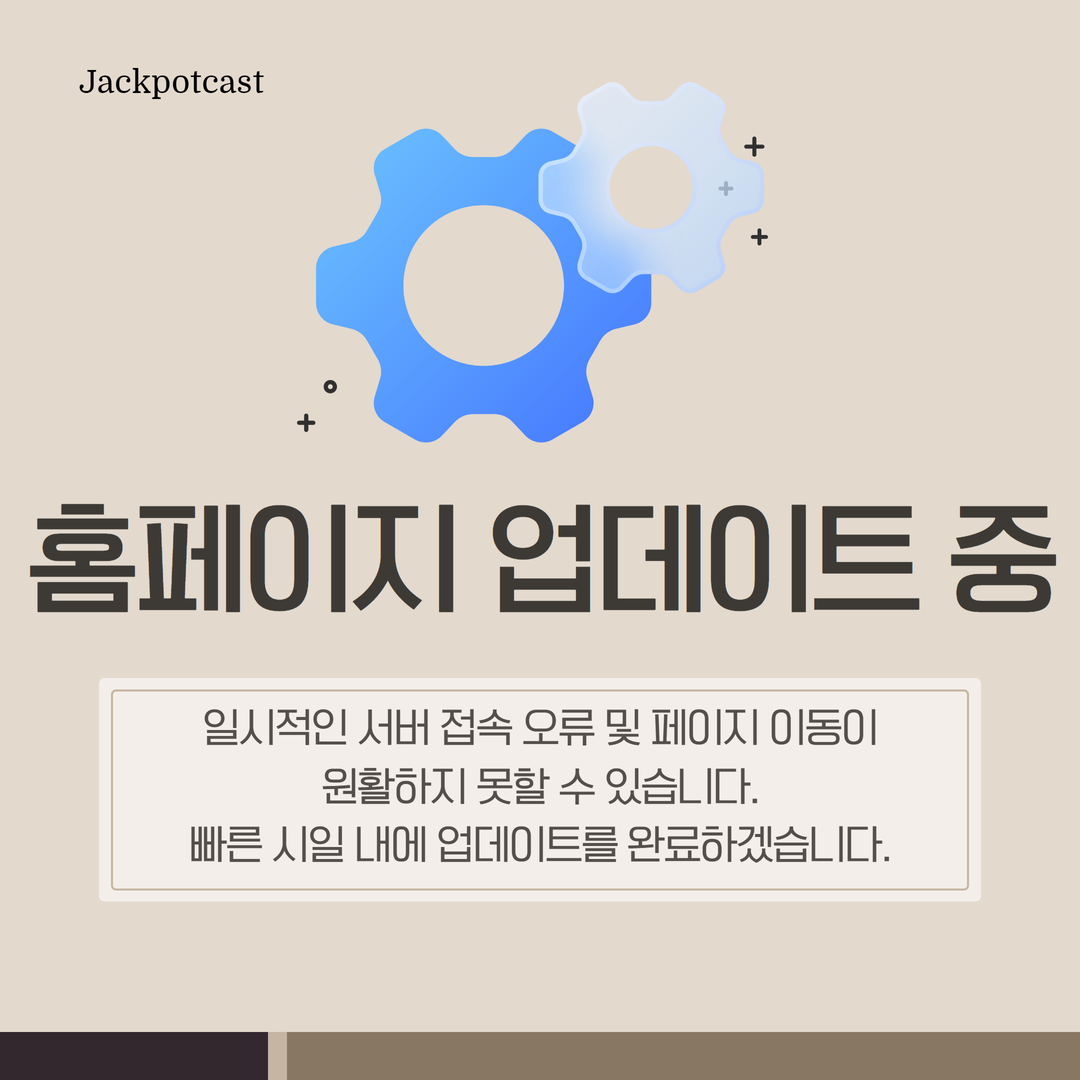 Jackpotcast
홈페이지 업데이트 중
일시적인 서버 접속 오류 및 페이지 이동이
원활하지 못할 수 있습니다.
빠른 시일 내에 업데이트를 완료하겠습니다.